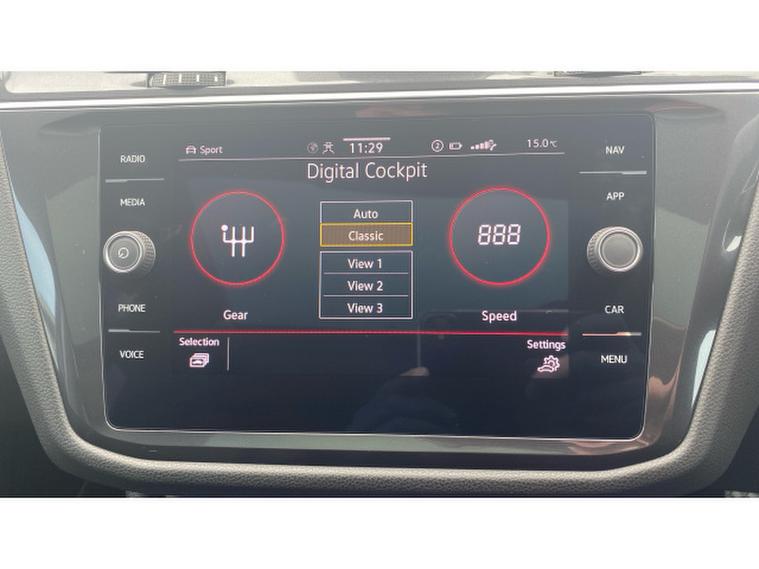 RADIO
MEDIA
PHONE
VOICE
Sport
11:29
2
15.0°C
Digital Cockpit
Auto
Classic
View 1
View 2
View 3
888
Gear
Speed
Selection
Settings
NAV
APP
CAR
MENU